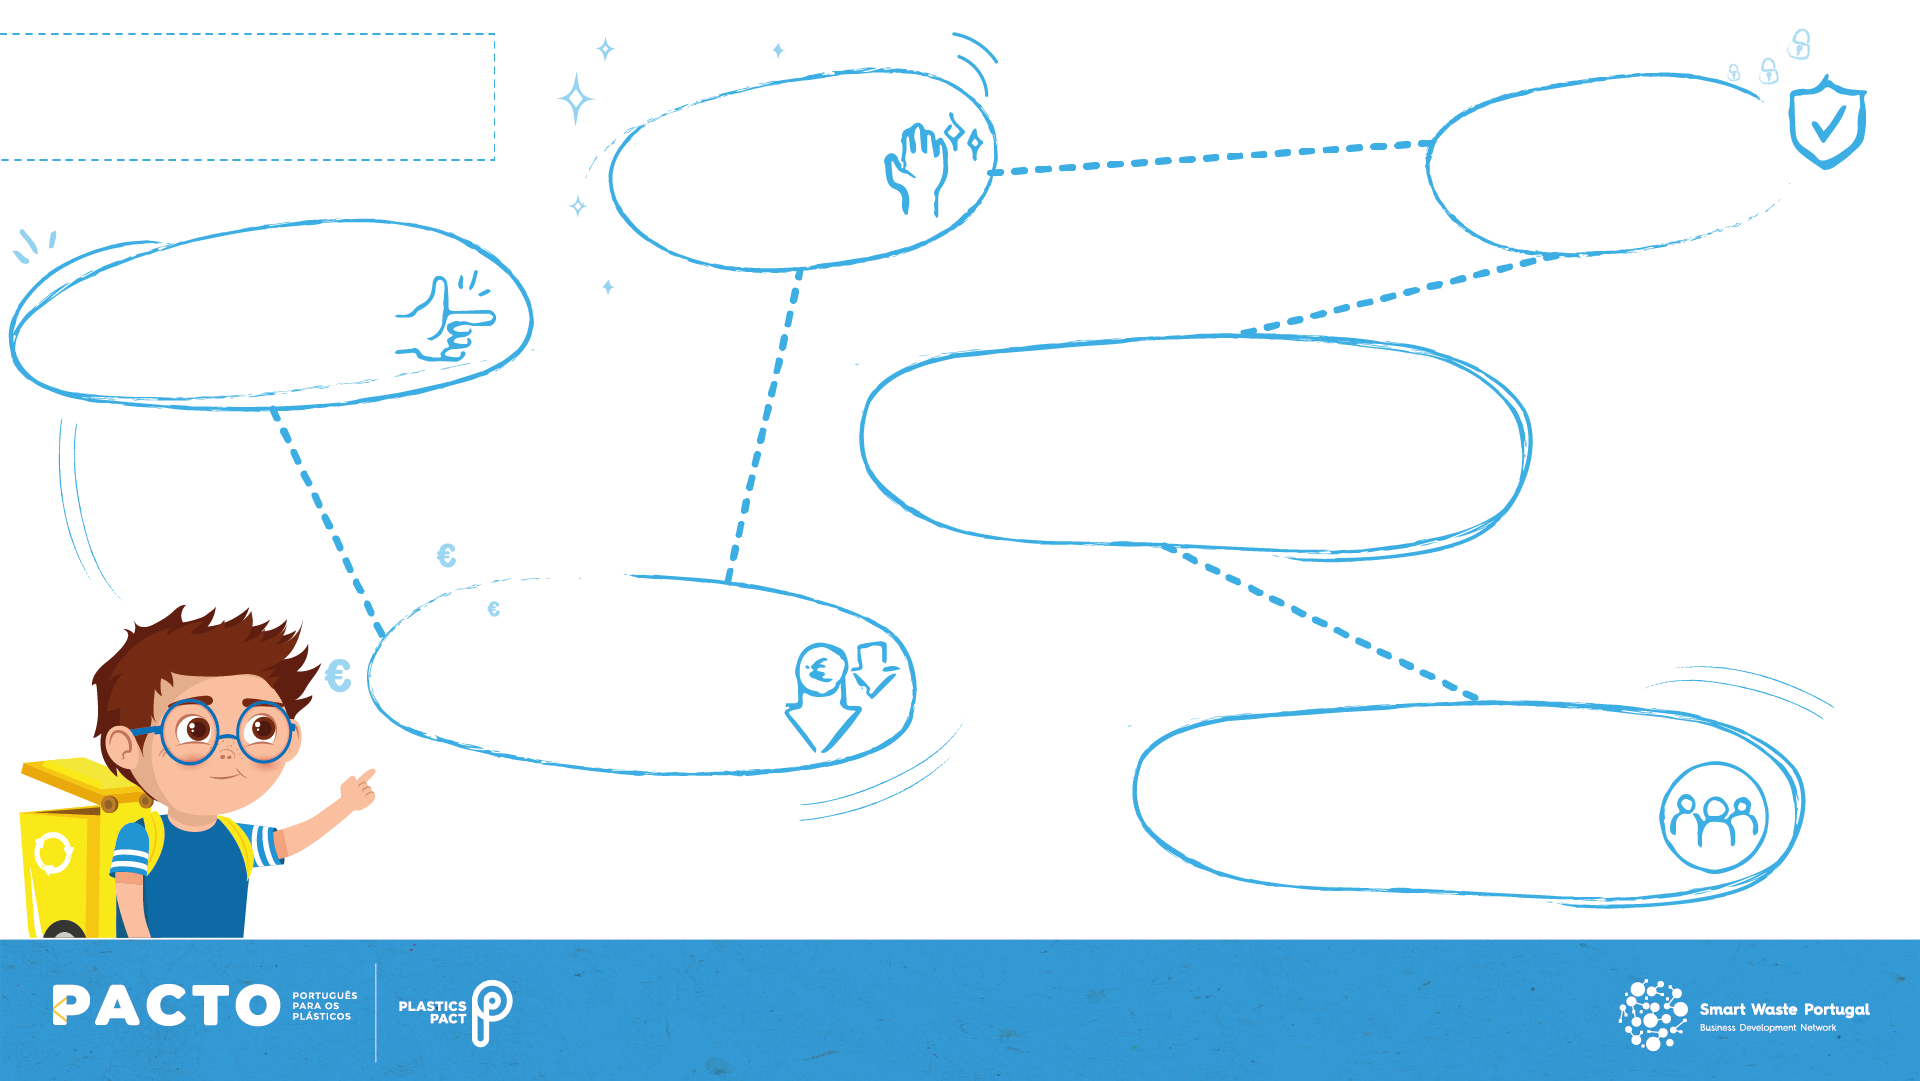 €
€
€
€
PACTO
PORTUGUÊS
PARA OS
PLÁSTICOS
PLASTICS
PACT
Smart Waste Portugal
Business Development Network